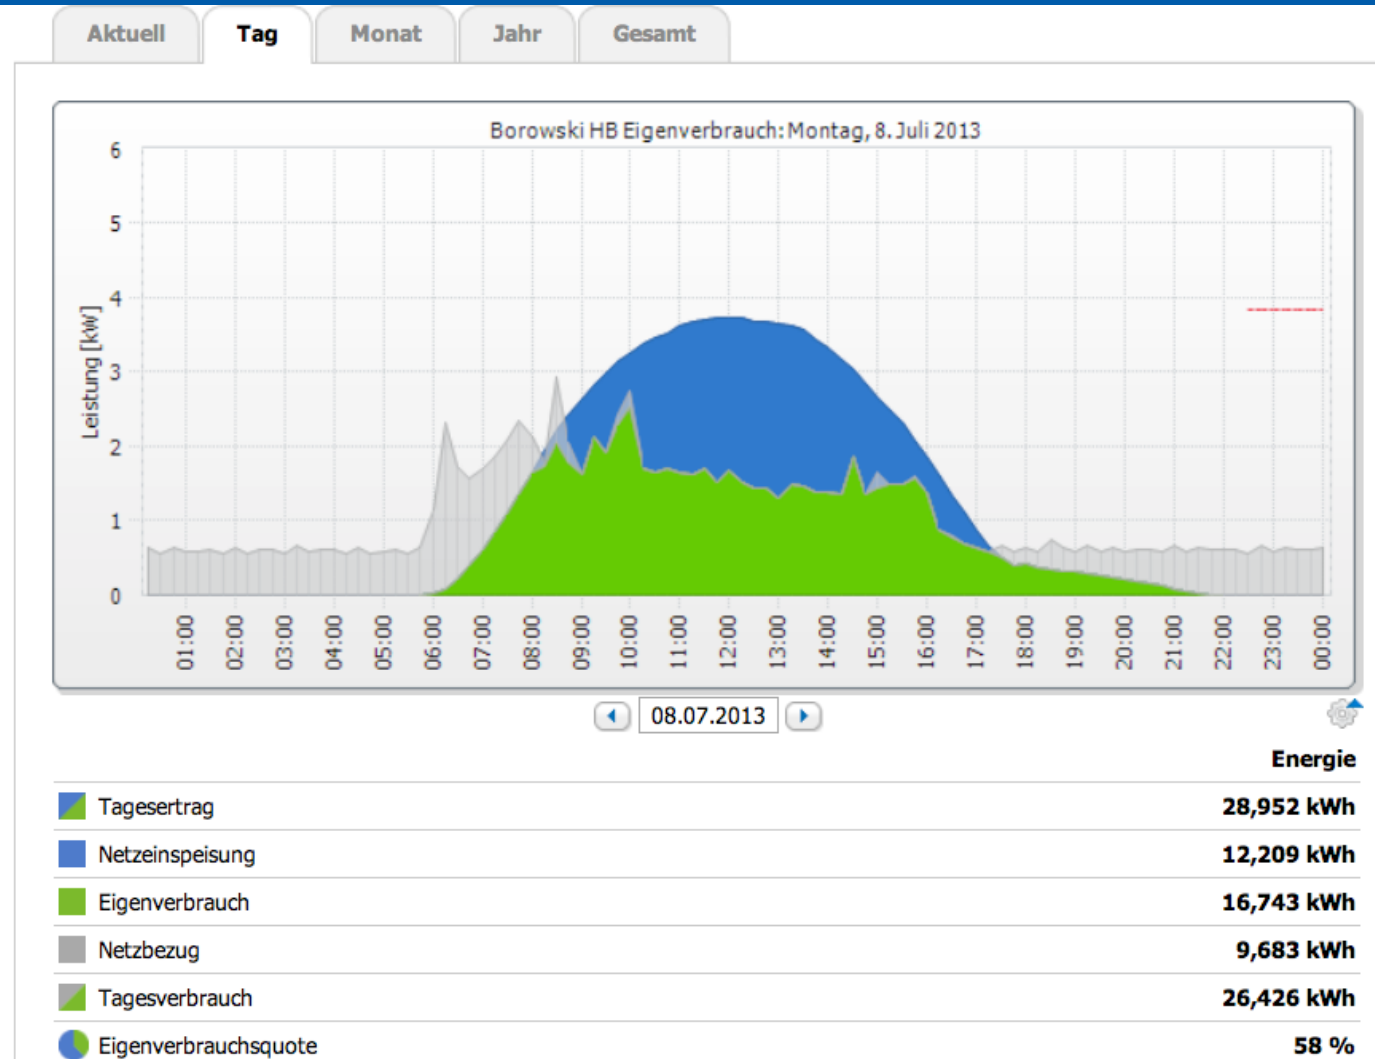 Aktuell Tag Monat Jahr Gesamt
Borowski HB Eigenverbrauch: Montag, 8. Juli 2013
Leistung [kW]
6
5
4
3
2
1
0
01:00 02:00 03:00 04:00 05:00 06:00 07:00 08:00 09:00 10:00 11:00 12:00 13:00 14:00 15:00 16:00 17:00 18:00 19:00 20:00 21:00 22:00 23:00 00:00
08.07.2013
Energie
Tagesertrag 28,952 kWh
Netzeinspeisung 12,209 kWh
Eigenverbrauch 16,743 kWh
Netzbezug 9,683 kWh
Tagesverbrauch 26,426 kWh
Eigenverbrauchsquote 58 %